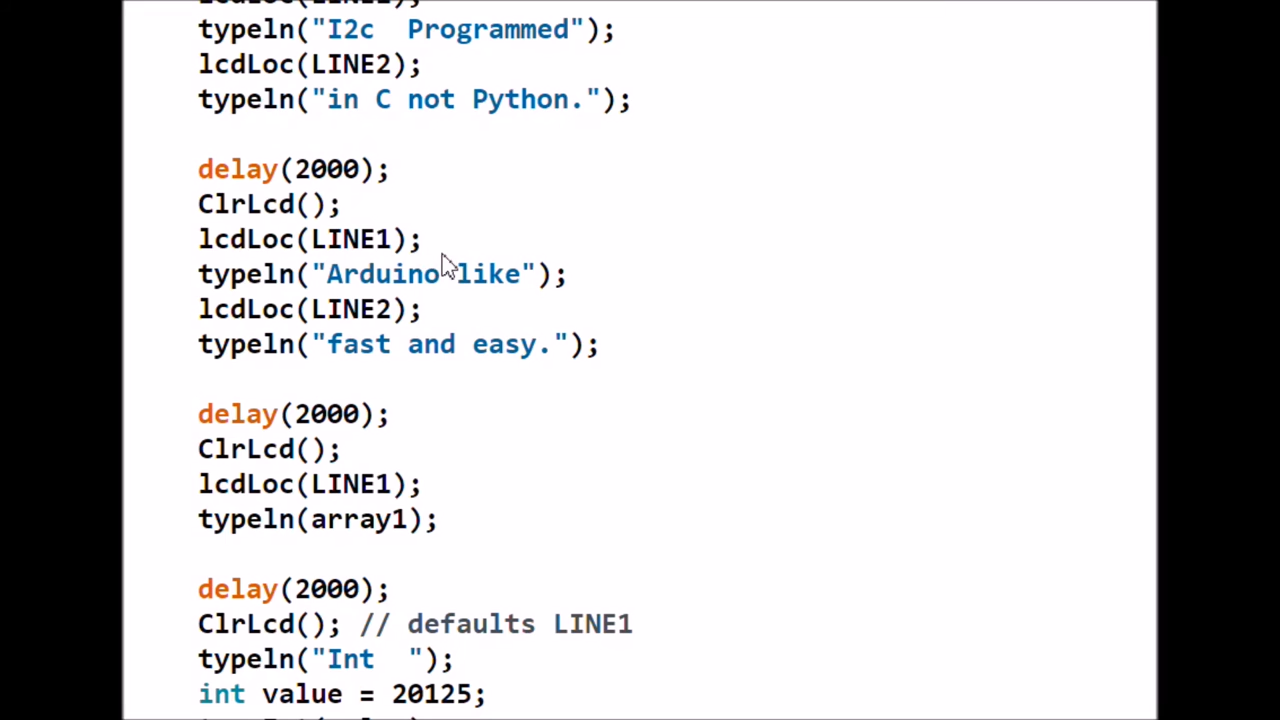 typeln("I2c  Programmed");
lcdLoc(LINE2);
typeln("in C not Python.");
delay(2000);
ClrLcd();
lcdLoc(LINE1);
typeln("Arduino like");
lcdLoc(LINE2);
typeln("fast and easy.");
delay(2000);
ClrLcd();
lcdLoc(LINE1);
typeln(array1);
delay(2000);
ClrLcd(); // defaults LINE1
typeln("Int  ");
int value = 20125;